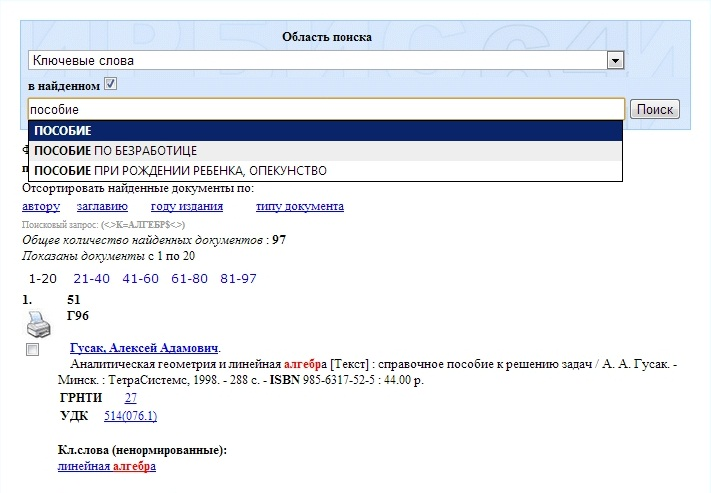 ИРБИС 64 И
Область поиска
Ключевые слова
в найденном
пособие Поиск
ПОСОБИЕ
ПОСОБИЕ ПО БЕЗРАБОТИЦЕ
ПОСОБИЕ ПРИ РОЖДЕНИИ РЕБЕНКА, ОПЕКУНСТВО
Отсортировать найденные документы по:
автору заглавию году издания типу документа
Поисковый запрос: (<.>K=АЛГЕБР$<.>)
Общее количество найденных документов : 97
Показаны документы с 1 по 20
1-20 21-40 41-60 61-80 81-97
1. 51
Г96
Гусак, Алексей Адамович.
Аналитическая геометрия и линейная алгебра [Текст] : справочное пособие к решению задач / А. А. Гусак. -
Минск. : ТетраСистемс, 1998. - 288 с. - ISBN 985-6317-52-5 : 44.00 р.
ГРНТИ 27
УДК 514(076.1)
Кл.слова (ненормированные):
линейная алгебра